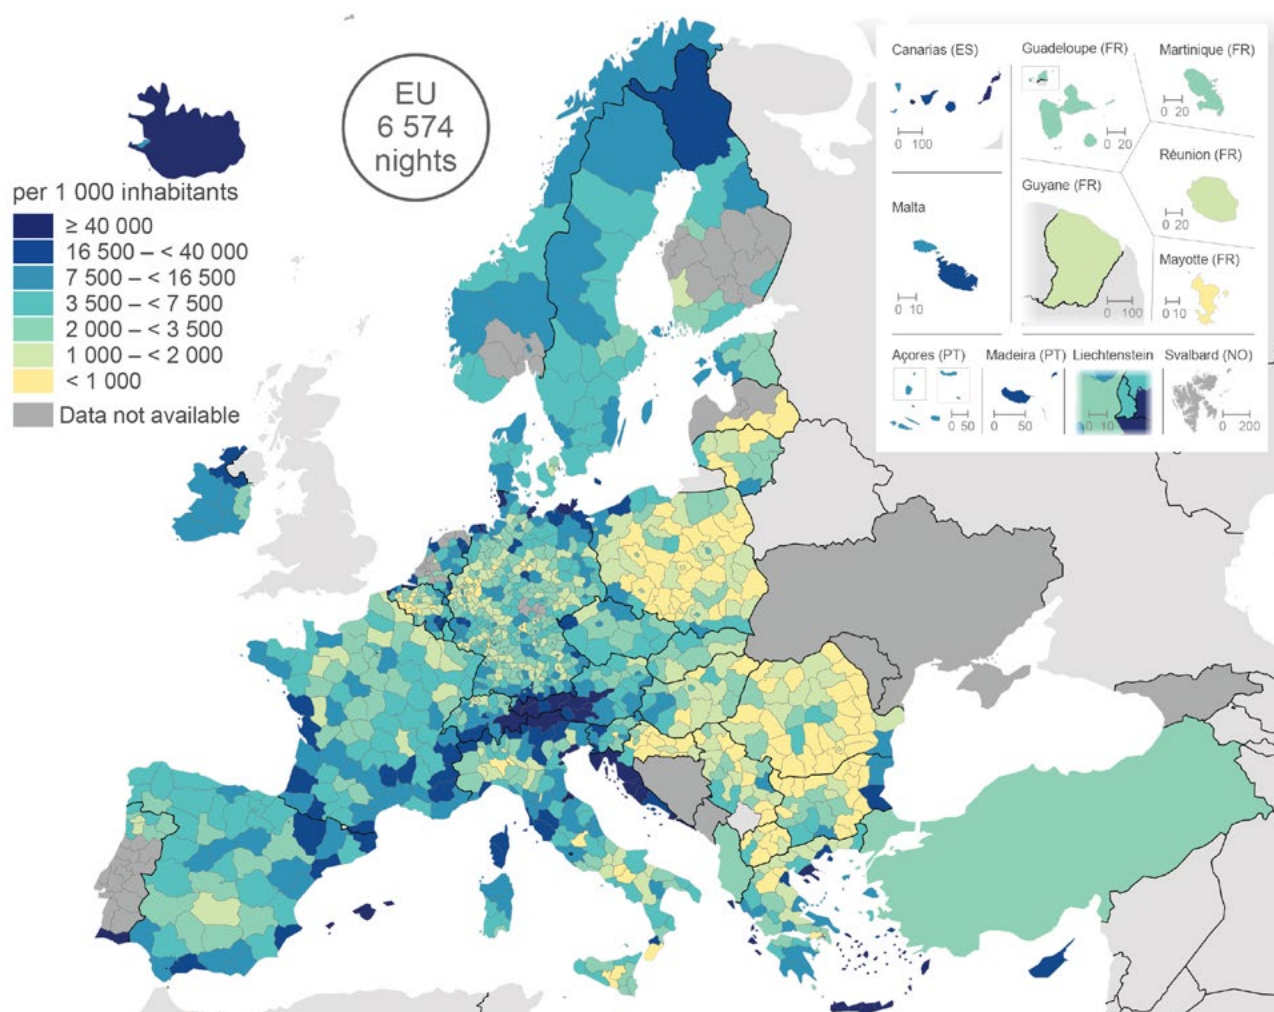 EU
6 574
nights
per 1 000 inhabitants
≥ 40 000
16 500 – < 40 000
7 500 – < 16 500
3 500 – < 7 500
2 000 – < 3 500
1 000 – < 2 000
< 1 000
Data not available
Canarias (ES)
0 100
Guadeloupe (FR)
0 20
Martinique (FR)
0 20
Réunion (FR)
0 20
Guyane (FR)
0 100
Malta
0 10
Mayotte (FR)
0 10
Açores (PT)
0 50
Madeira (PT)
0 50
Liechtenstein
0 10
Svalbard (NO)
0 200